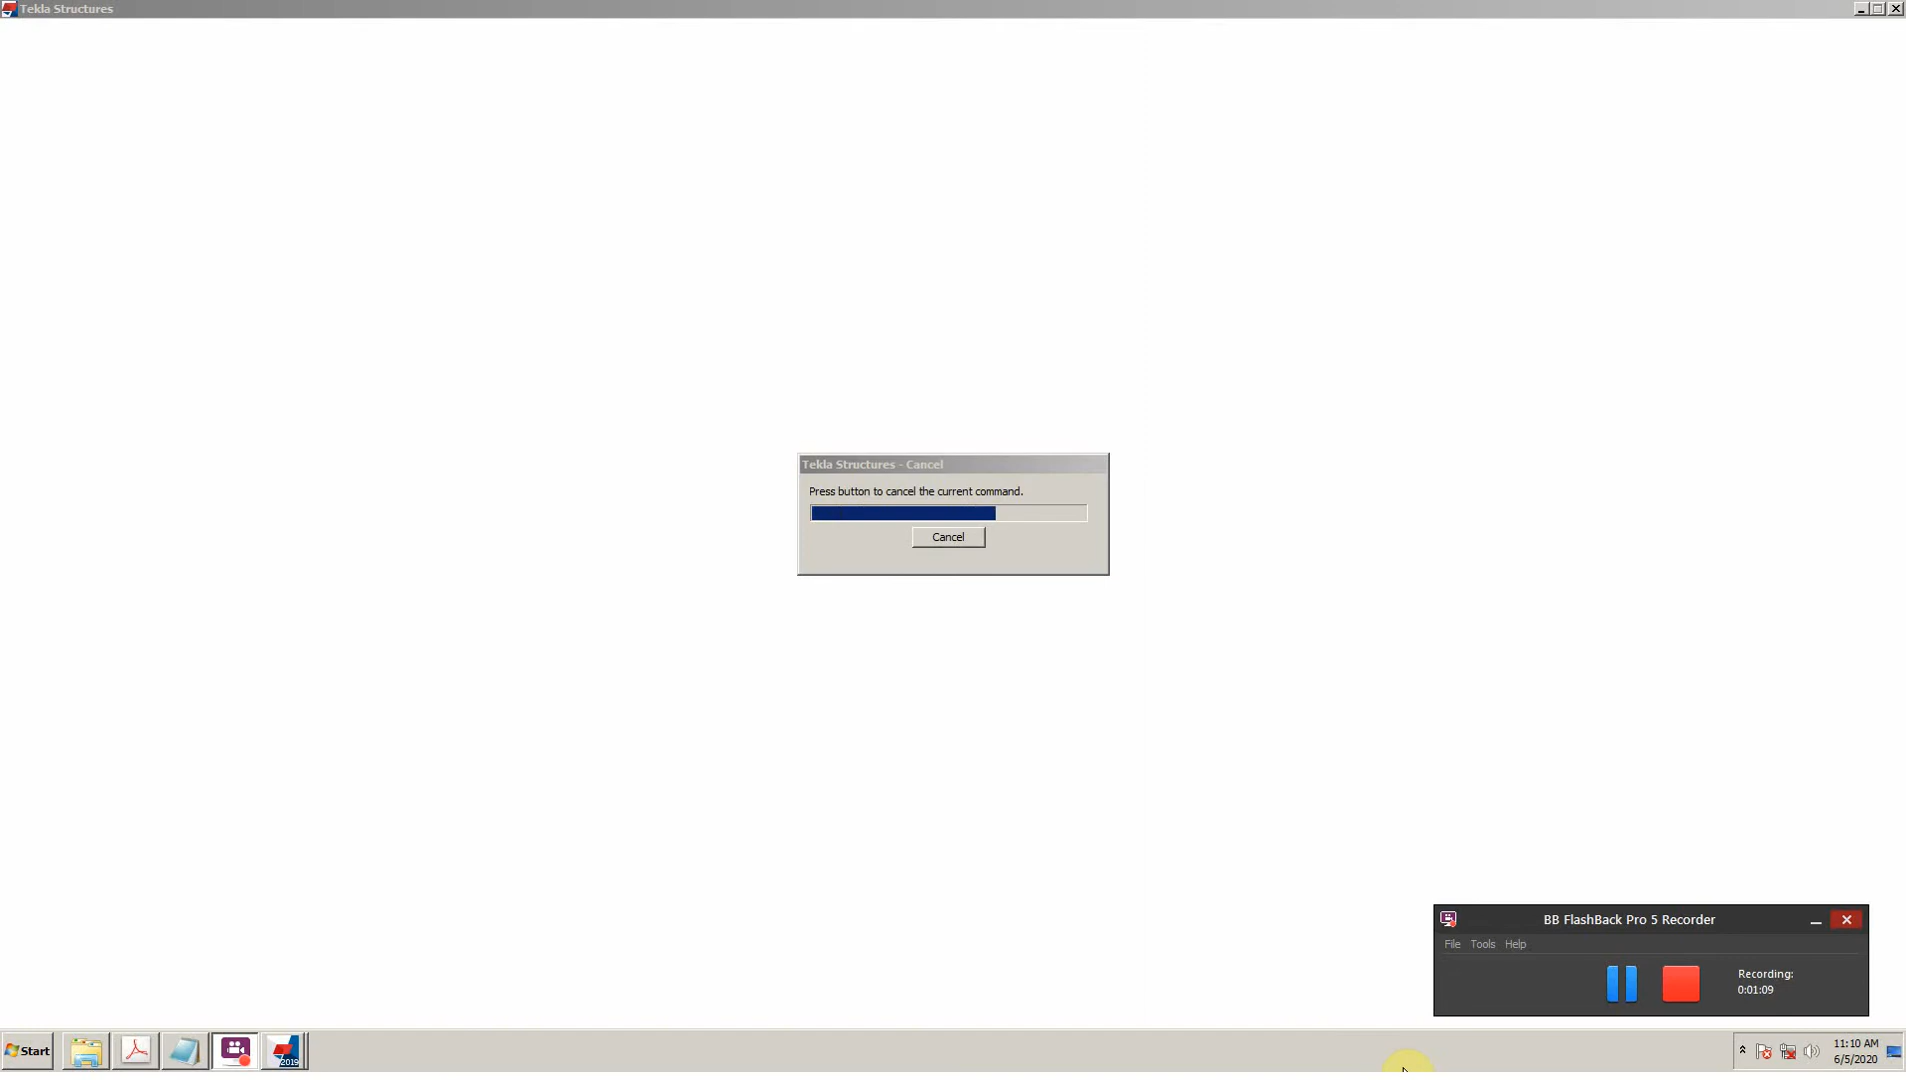 Tekla Structures
Tekla Structures - Cancel
Press button to cancel the current command.
Cancel
BB FlashBack Pro 5 Recorder
File Tools Help
Recording:
0:01:09
Start
2019
11:10 AM
6/5/2020